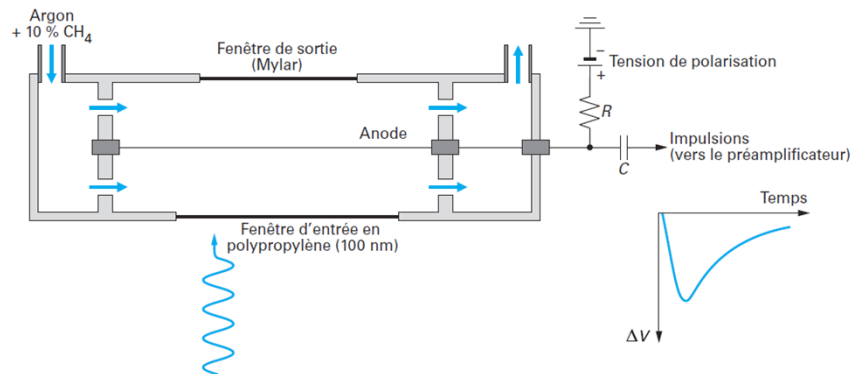 Argon
+ 10 % CH4
Fenêtre de sortie
(Mylar)
−
+
Tension de polarisation
R
Anode
C
Impulsions
(vers le préamplificateur)
Fenêtre d'entrée en
polypropylène (100 nm)
Temps
ΔV